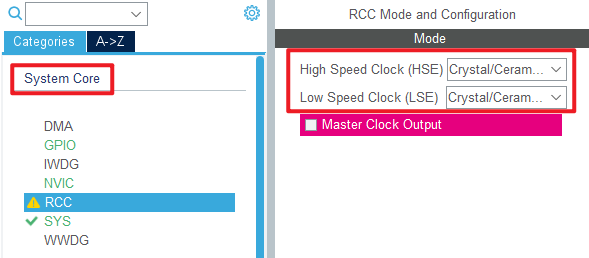 Categories
A->Z
System Core
DMA
GPIO
IWDG
NVIC
RCC
SYS
WWDG
RCC Mode and Configuration
Mode
High Speed Clock (HSE) Crystal/Ceram...
Low Speed Clock (LSE) Crystal/Ceram...
Master Clock Output